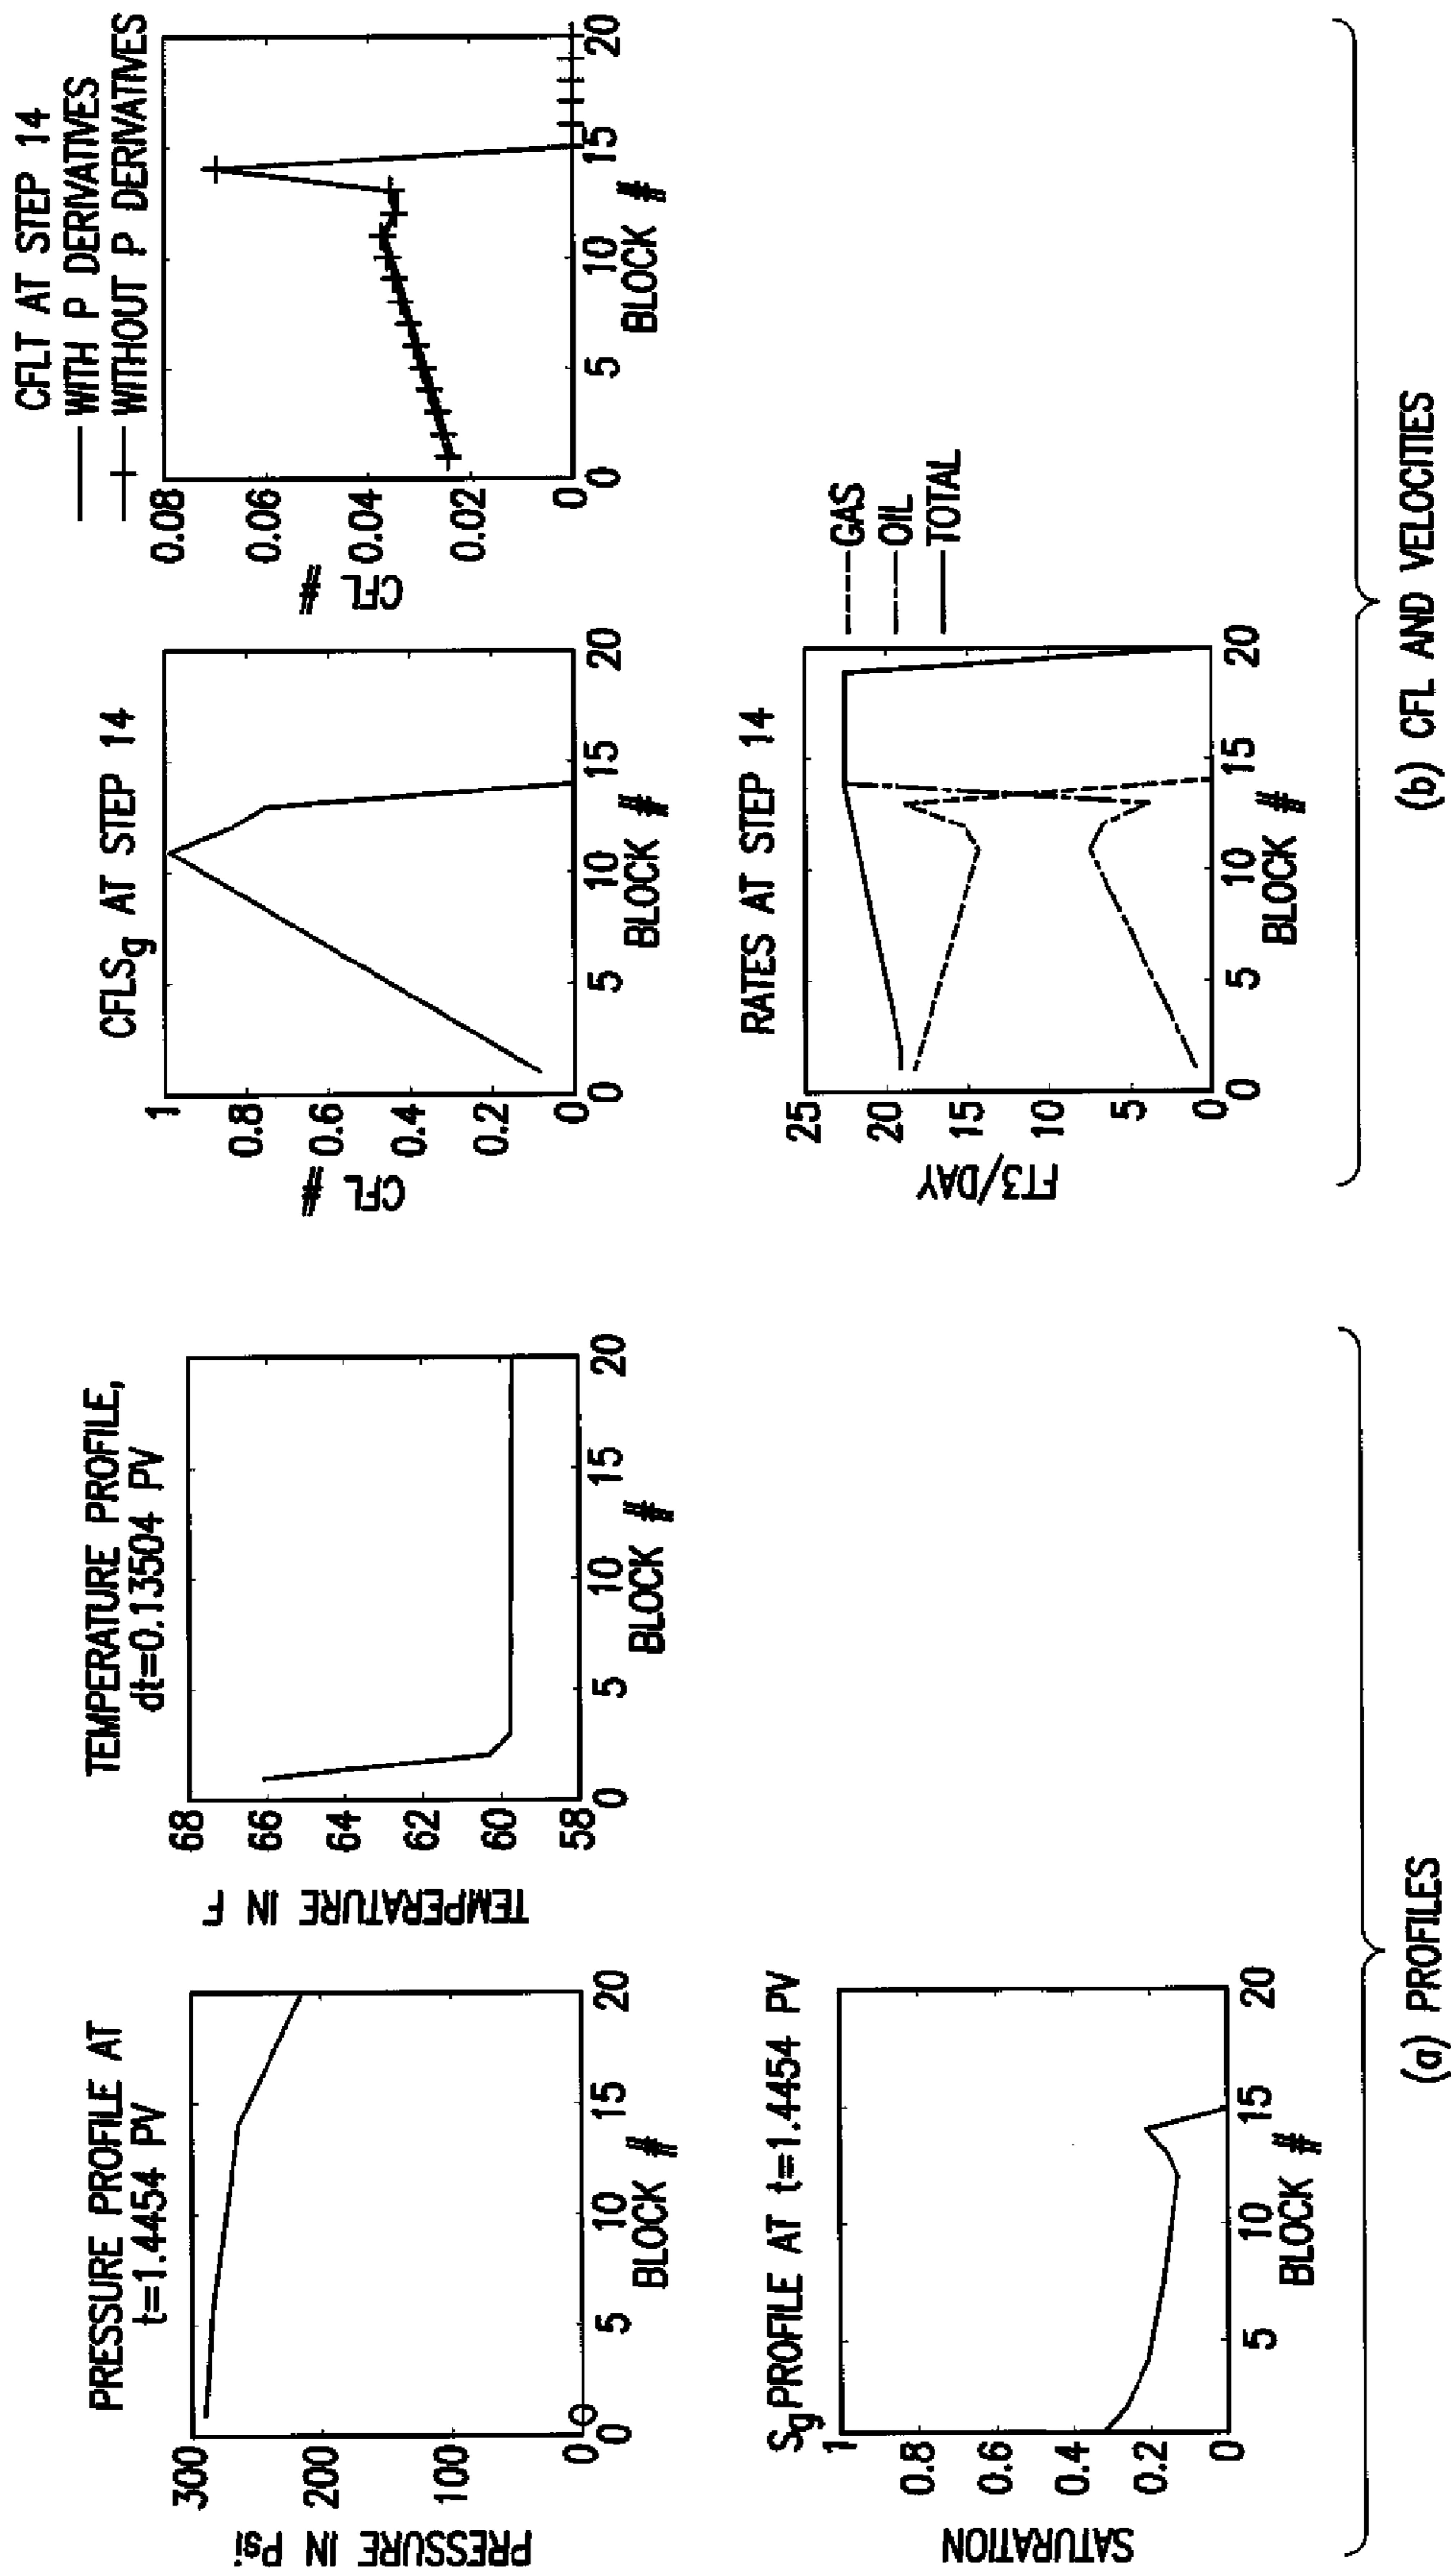 PRESSURE PROFILE AT
t=1.4454 PV
PRESSURE IN Psi
300
200
100
0
0
5
10
15
20
BLOCK #
TEMPERATURE PROFILE,
dt=0.13504 PV
TEMPERATURE IN F
68
66
64
62
60
58
0
5
10
15
20
BLOCK #
Sg PROFILE AT t=1.4454 PV
SATURATION
1
0.8
0.6
0.4
0.2
0
5
10
15
20
BLOCK #
(a) PROFILES
CFLSg AT STEP 14
CFL #
1
0.8
0.6
0.4
0.2
0
0
5
10
15
20
BLOCK #
CFLT AT STEP 14
WITH P DERIVATIVES
WITHOUT P DERIVATIVES
CFL #
0.08
0.06
0.04
0.02
0
0
5
10
15
20
BLOCK #
RATES AT STEP 14
FT3/DAY
25
20
15
10
5
0
0
5
10
15
20
BLOCK #
GAS
OIL
TOTAL
(b) CFL AND VELOCITIES